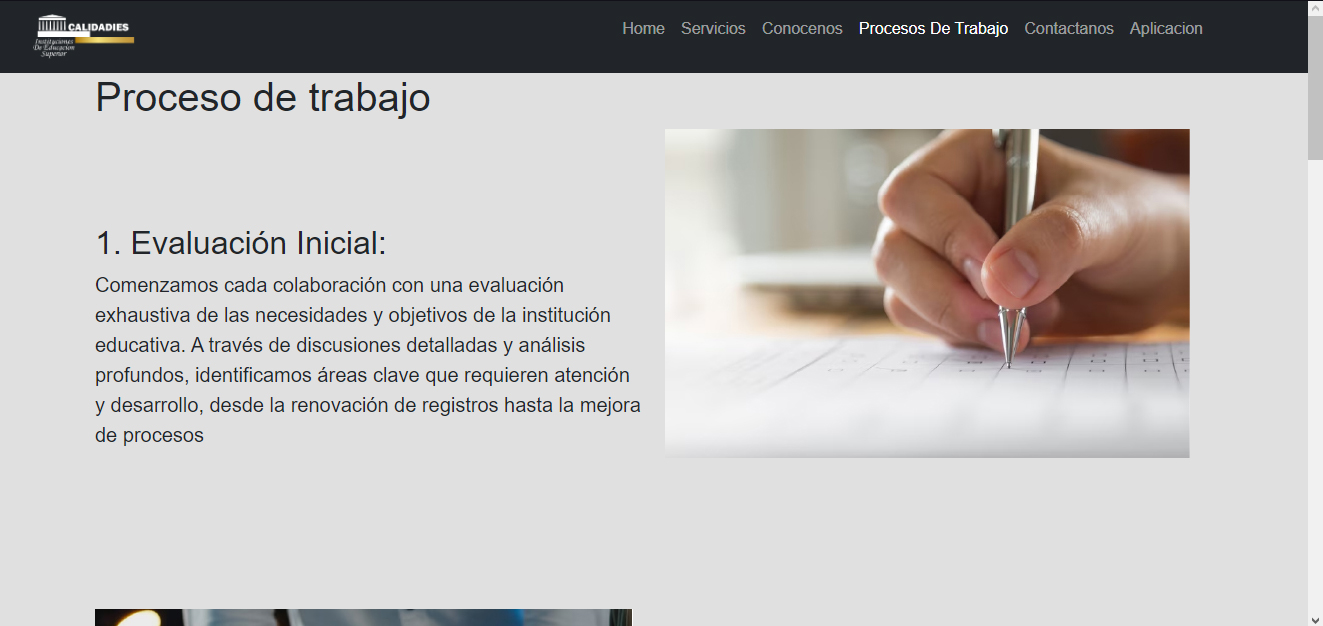 CALIDADIES
Instituciones
De Educacion
Superior
Home Servicios Conocenos Procesos De Trabajo Contactanos Aplicacion
Proceso de trabajo
1. Evaluación Inicial:
Comenzamos cada colaboración con una evaluación
exhaustiva de las necesidades y objetivos de la institución
educativa. A través de discusiones detalladas y análisis
profundos, identificamos áreas clave que requieren atención
y desarrollo, desde la renovación de registros hasta la mejora
de procesos